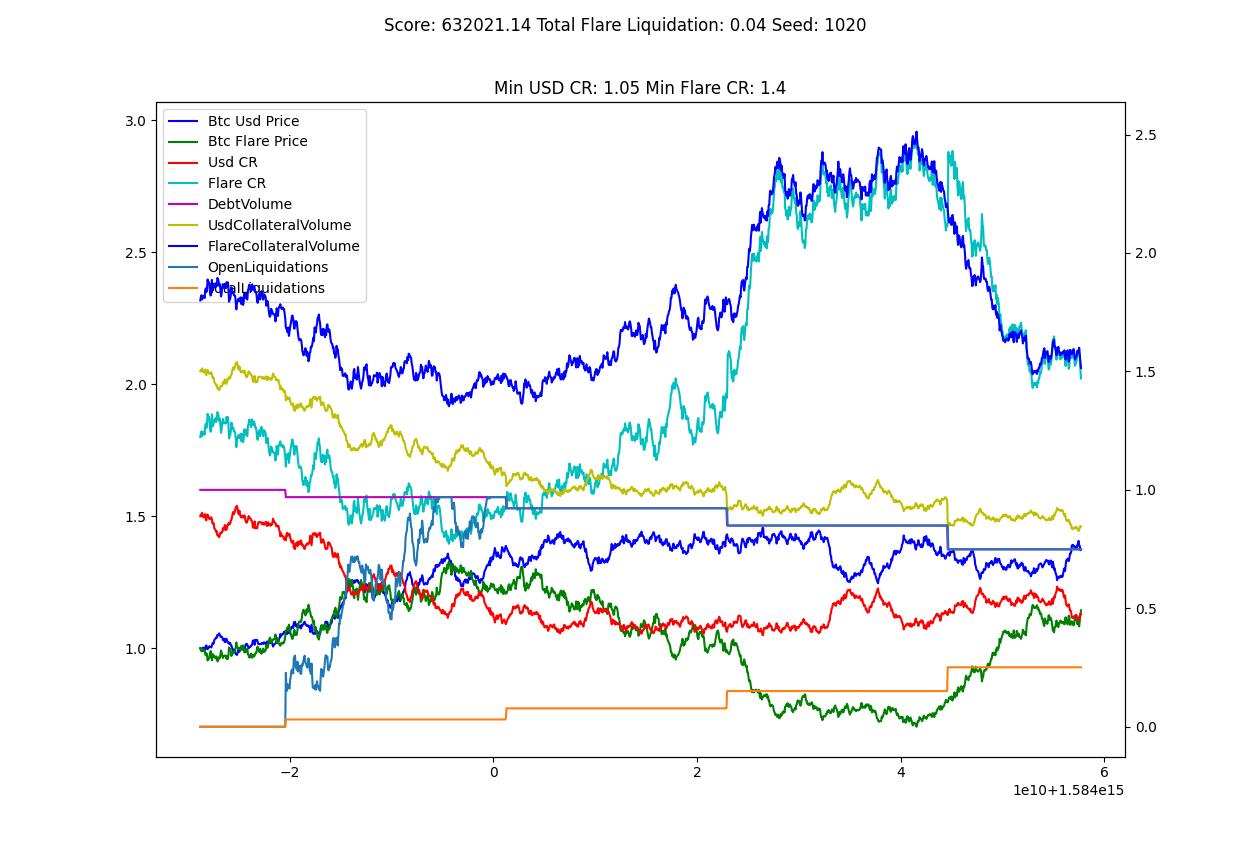 Score: 632021.14 Total Flare Liquidation: 0.04 Seed: 1020
Min USD CR: 1.05 Min Flare CR: 1.4
Btc Usd Price
Btc Flare Price
Usd CR
Flare CR
DebtVolume
UsdCollateralVolume
FlareCollateralVolume
OpenLiquidations
TotalLiquidations
3.0
2.5
2.0
1.5
1.0
2.5
2.0
1.5
1.0
0.5
0.0
−2
0
2
4
6
1e10+1.584e15